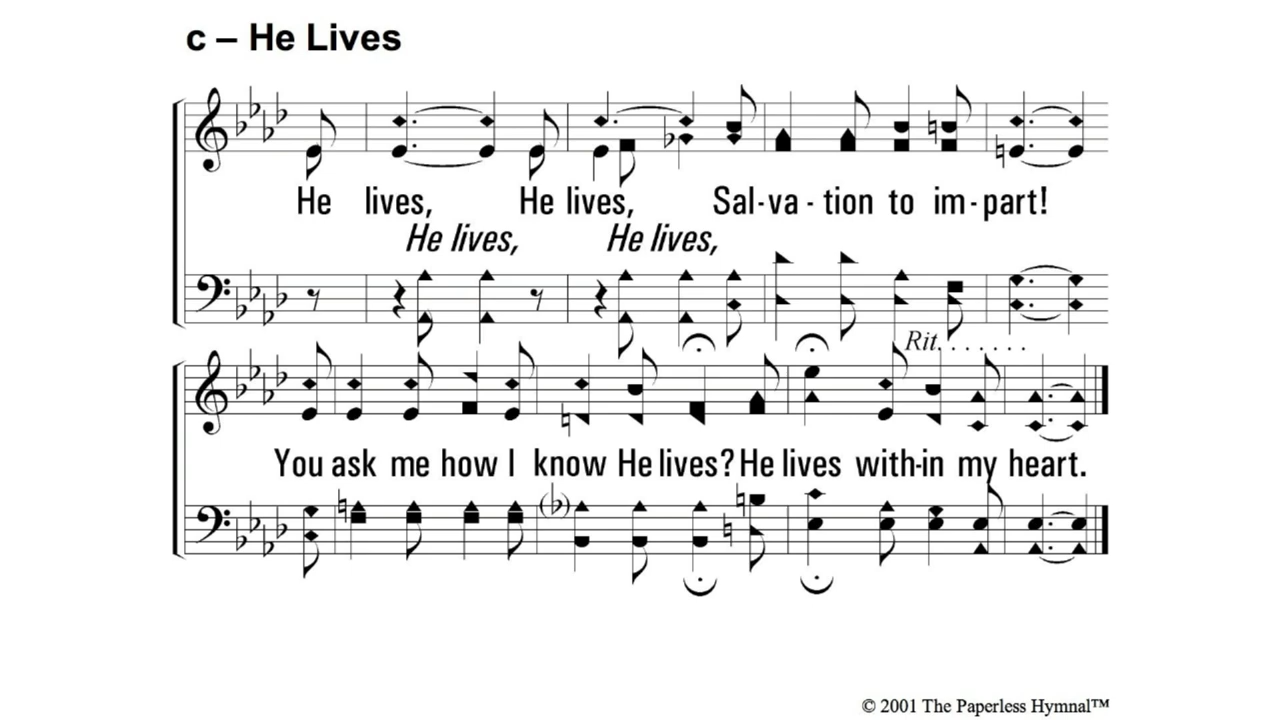 c – He Lives
He lives, He lives, Sal-va-tion to im-part!
He lives, He lives,
Rit. . . . . . .
You ask me how I know He lives? He lives with-in my heart.
© 2001 The Paperless Hymnal™